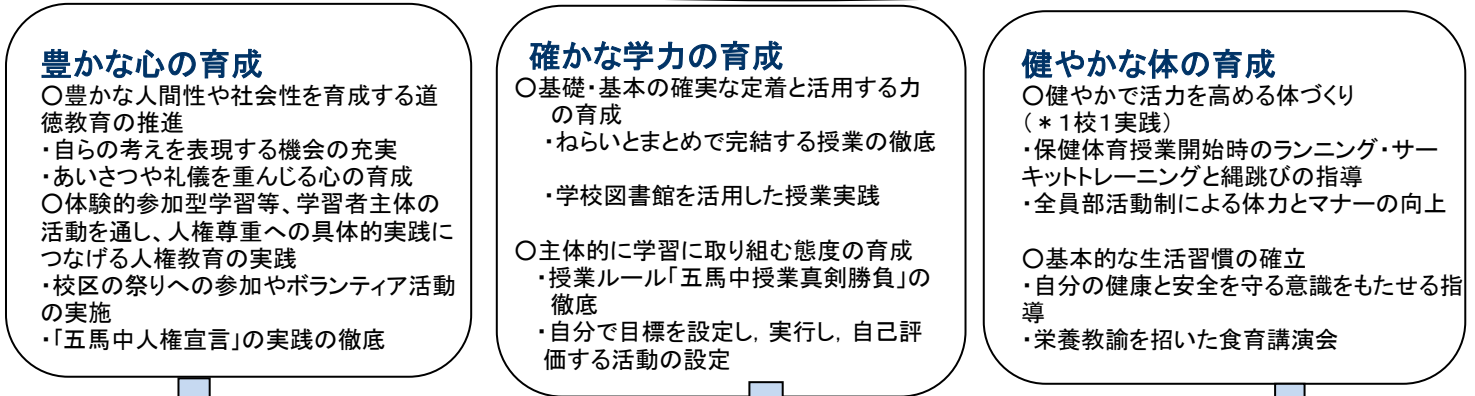 豊かな心の育成
○豊かな人間性や社会性を育成する道
徳教育の推進
・自らの考えを表現する機会の充実
・あいさつや礼儀を重んじる心の育成
○体験的参加型学習等、学習者主体の
活動を通し、人権尊重への具体的実践に
つなげる人権教育の実践
・校区の祭りへの参加やボランティア活動
の実施
・「五馬中人権宣言」の実践の徹底
確かな学力の育成
○基礎・基本の確実な定着と活用する力
の育成
・ねらいとまとめで完結する授業の徹底
・学校図書館を活用した授業実践
○主体的に学習に取り組む態度の育成
・授業ルール「五馬中授業真剣勝負」の
徹底
・自分で目標を設定し，実行し，自己評
価する活動の設定
健やかな体の育成
○健やかで活力を高める体づくり
（＊1校1実践）
・保健体育授業開始時のランニング・サー
キットトレーニングと縄跳びの指導
・全員部活動制による体力とマナーの向上
○基本的な生活習慣の確立
・自分の健康と安全を守る意識をもたせる指
導
・栄養教諭を招いた食育講演会